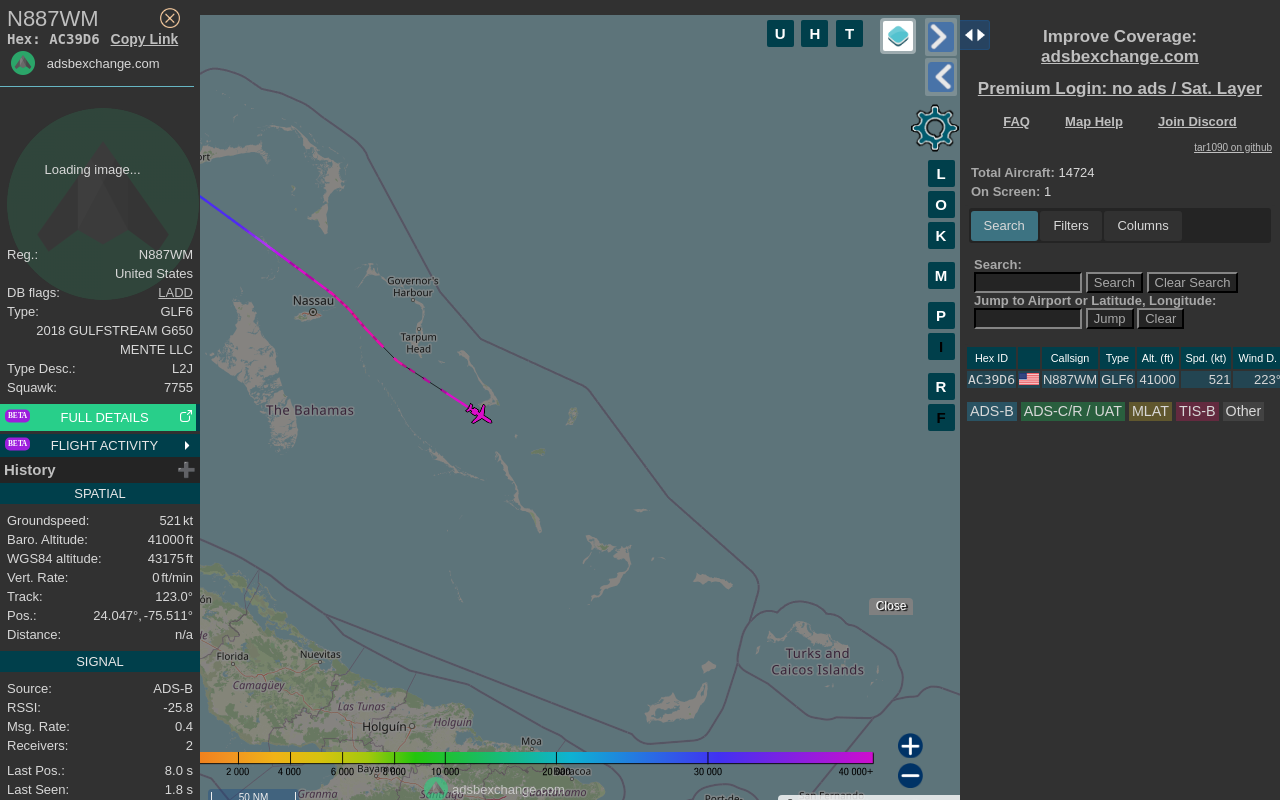 N887WM
Hex: AC39D6 Copy Link
adsbexchange.com
Loading image...
Reg.: N887WM
United States
DB flags: LADD
Type: GLF6
2018 GULFSTREAM G650
MENTE LLC
Type Desc.: L2J
Squawk: 7755
BETA FULL DETAILS
BETA FLIGHT ACTIVITY
History
SPATIAL
Groundspeed: 521 kt
Baro. Altitude: 41000 ft
WGS84 altitude: 43175 ft
Vert. Rate: 0 ft/min
Track: 123.0°
Pos.: 24.047°, -75.511°
Distance: n/a
SIGNAL
Source: ADS-B
RSSI: -25.8
Msg. Rate: 0.4
Receivers: 2
Last Pos.: 8.0 s
Last Seen: 1.8 s
U H T
L
O
K
M
P
I
R
F
Governor's
Harbour
Nassau
Tarpum
Head
The Bahamas
Close
Turks and
Caicos Islands
Florida
Nuevitas
Camagüey
Las Tunas
Holguín
Holguín
Moa
2 000 4 000 6 000 8 000 10 000 20 000 30 000 40 000+
Granma
adsbexchange.com
50 NM
Port-de-
San Fernando
Improve Coverage:
adsbexchange.com
Premium Login: no ads / Sat. Layer
FAQ Map Help Join Discord
tar1090 on github
Total Aircraft: 14724
On Screen: 1
Search Filters Columns
Search:
Search Clear Search
Jump to Airport or Latitude, Longitude:
Jump Clear
Hex ID Callsign Type Alt. (ft) Spd. (kt) Wind D.
AC39D6 N887WM GLF6 41000 521 223°
ADS-B ADS-C/R / UAT MLAT TIS-B Other